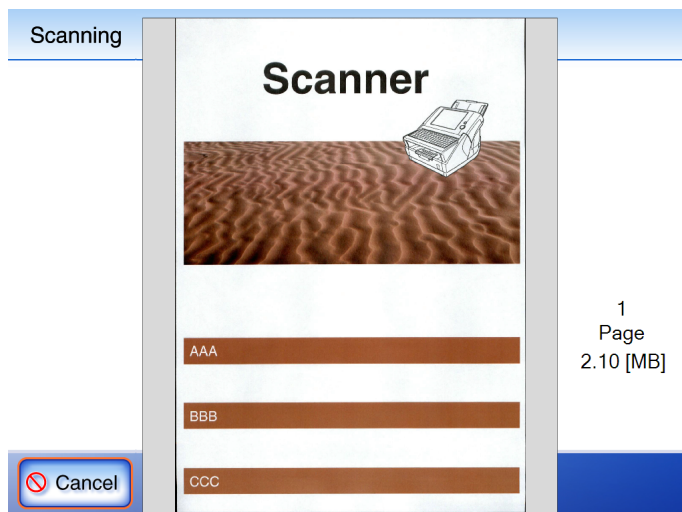 Scanning
Scanner
AAA
BBB
CCC
1
Page
2.10 [MB]
Cancel